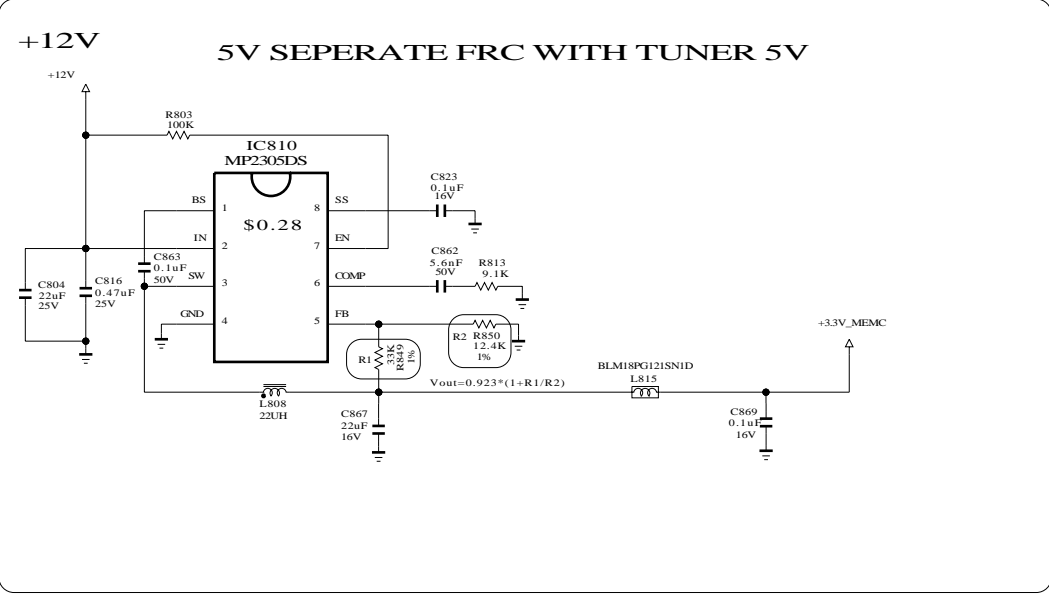 +12V
5V SEPERATE FRC WITH TUNER 5V
+12V
R803
100K
IC810
MP2305DS
$0.28
BS
1
IN
2
SW
3
GND
4
8
SS
7
EN
6
COMP
5
FB
C823
0.1uF
16V
C862
5.6nF
50V
R813
9.1K
C863
0.1uF
50V
C804
22uF
25V
C816
0.47uF
25V
R1
33K
R849
1%
R2
R850
12.4K
1%
Vout=0.923*(1+R1/R2)
L808
22UH
C867
22uF
16V
BLM18PG121SN1D
L815
+3.3V_MEMC
C869
0.1uF
16V